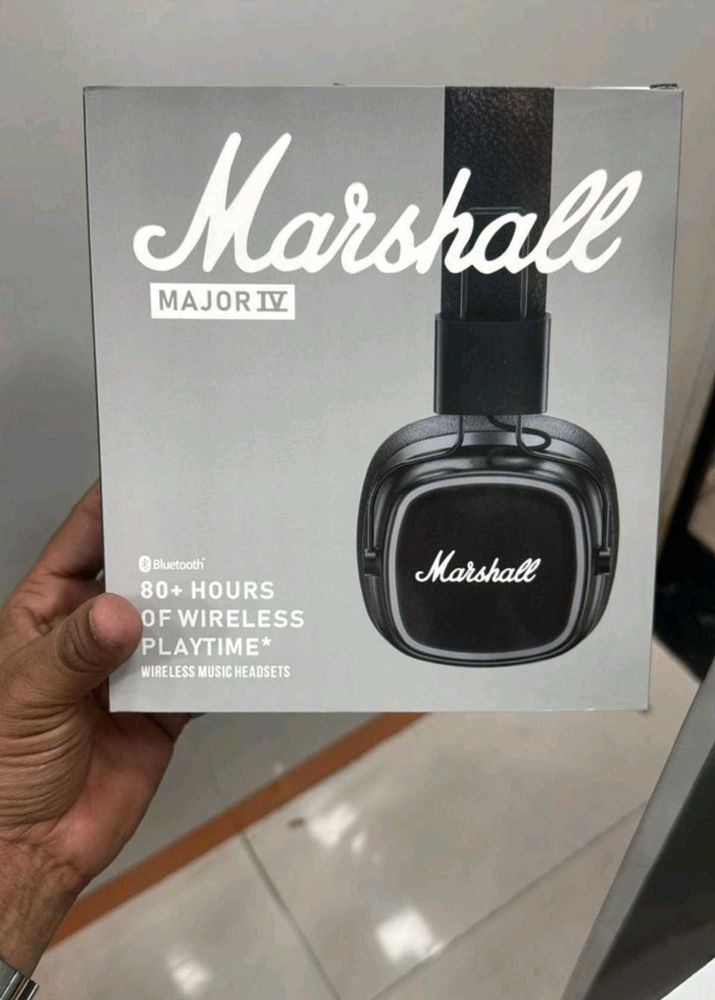 Marshall
MAJOR IV
Marshall
Bluetooth®
80+ HOURS
OF WIRELESS
PLAYTIME*
WIRELESS MUSIC HEADSETS